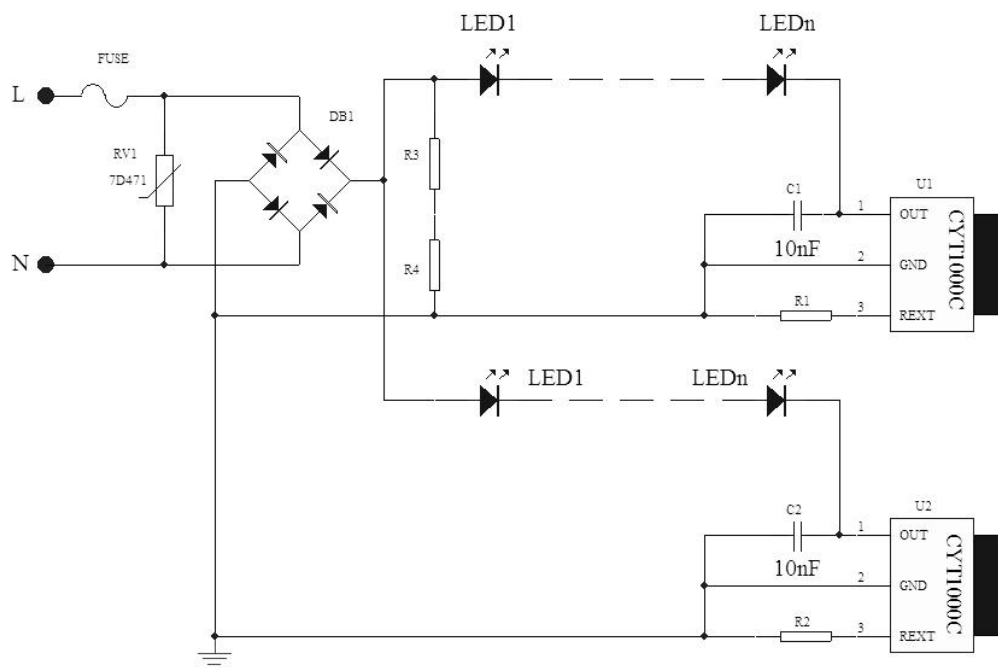 LED1
LEDn
FUSE
L
DB1
RV1
7D471
R3
R4
N
C1
10nF
U1
1
OUT
2
GND
R1
3
REXT
CYT1000C
LED1
LEDn
C2
10nF
U2
1
OUT
2
GND
R2
3
REXT
CYT1000C